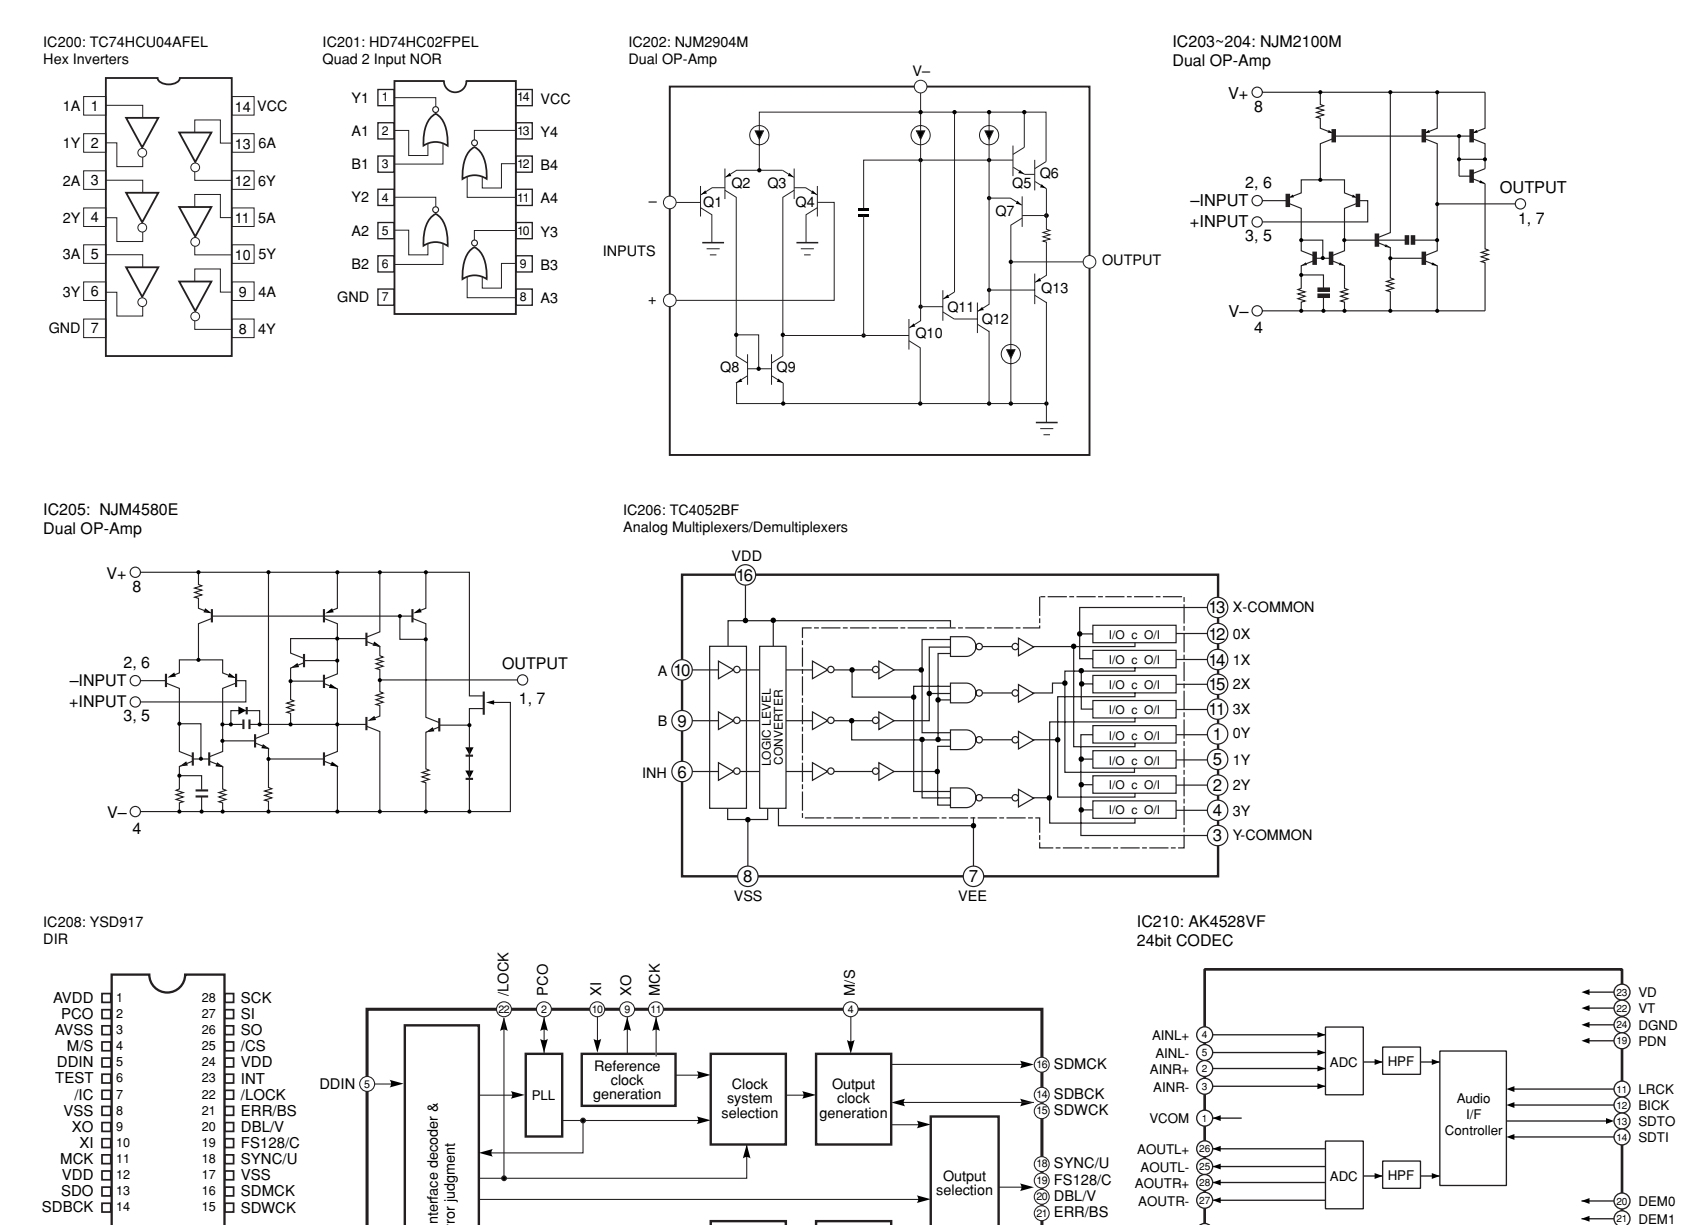 IC200: TC74HCU04AFEL
Hex Inverters
1A 1
1Y 2
2A 3
2Y 4
3A 5
3Y 6
GND 7
14 VCC
13 6A
12 6Y
11 5A
10 5Y
9 4A
8 4Y
IC201: HD74HC02FPEL
Quad 2 Input NOR
Y1 1
A1 2
B1 3
Y2 4
A2 5
B2 6
GND 7
14 VCC
13 Y4
12 B4
11 A4
10 Y3
9 B3
8 A3
IC202: NJM2904M
Dual OP-Amp
V–
Q2
Q3
Q5
Q6
Q1
Q4
Q7
–
INPUTS
+
OUTPUT
Q13
Q11
Q12
Q10
Q8
Q9
IC203~204: NJM2100M
Dual OP-Amp
V+
8
2, 6
–INPUT
+INPUT
3, 5
OUTPUT
1, 7
V–
4
IC205: NJM4580E
Dual OP-Amp
V+
8
2, 6
–INPUT
+INPUT
3, 5
OUTPUT
1, 7
V–
4
IC206: TC4052BF
Analog Multiplexers/Demultiplexers
VDD
16
A 10
B 9
INH 6
LOGIC LEVEL
CONVERTER
I/O c O/I
I/O c O/I
I/O c O/I
I/O c O/I
I/O c O/I
I/O c O/I
I/O c O/I
I/O c O/I
13 X-COMMON
12 0X
14 1X
15 2X
11 3X
1 0Y
5 1Y
2 2Y
4 3Y
3 Y-COMMON
8
VSS
7
VEE
IC208: YSD917
DIR
AVDD 1
PCO 2
AVSS 3
M/S 4
DDIN 5
TEST 6
/IC 7
VSS 8
XO 9
XI 10
MCK 11
VDD 12
SDO 13
SDBCK 14
28 SCK
27 SI
26 SO
25 /CS
24 VDD
23 INT
22 /LOCK
21 ERR/BS
20 DBL/V
19 FS128/C
18 SYNC/U
17 VSS
16 SDMCK
15 SDWCK
/LOCK
PCO
XI
XO
MCK
M/S
22
2
10
9
11
4
DDIN 5
nterface decoder &
ror judgment
PLL
Reference
clock
generation
Clock
system
selection
Output
clock
generation
Output
selection
16 SDMCK
14 SDBCK
15 SDWCK
18 SYNC/U
19 FS128/C
20 DBL/V
21 ERR/BS
IC210: AK4528VF
24bit CODEC
AINL+ 4
AINL- 5
AINR+ 2
AINR- 3
VCOM 1
AOUTL+ 26
AOUTL- 25
AOUTR+ 28
AOUTR- 27
ADC
HPF
ADC
HPF
Audio
I/F
Controller
23 VD
22 VT
24 DGND
19 PDN
11 LRCK
12 BICK
13 SDTO
14 SDTI
20 DEM0
21 DEM1